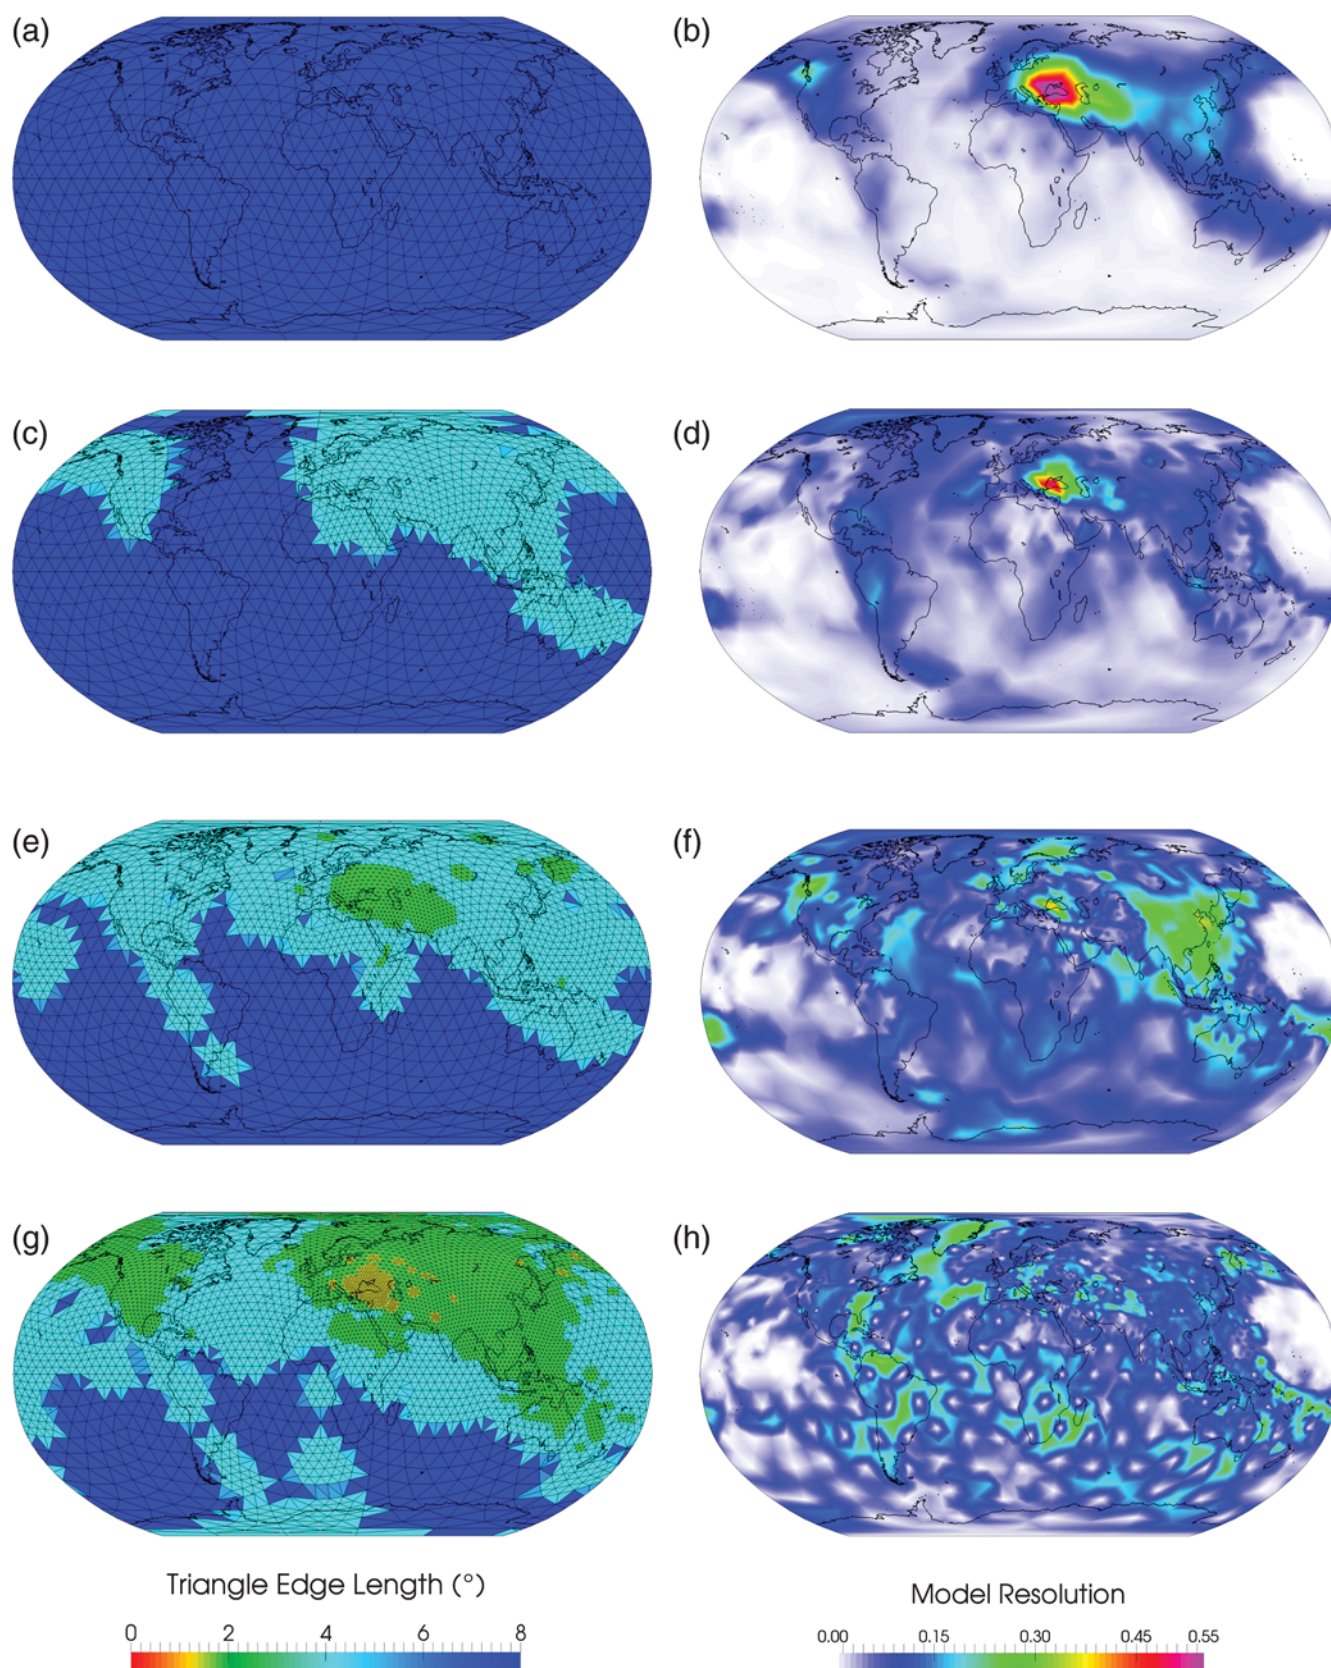 (a)
(b)
(c)
(d)
(e)
(f)
(g)
(h)
Triangle Edge Length (°)
0 2 4 6 8
Model Resolution
0.00 0.15 0.30 0.45 0.55